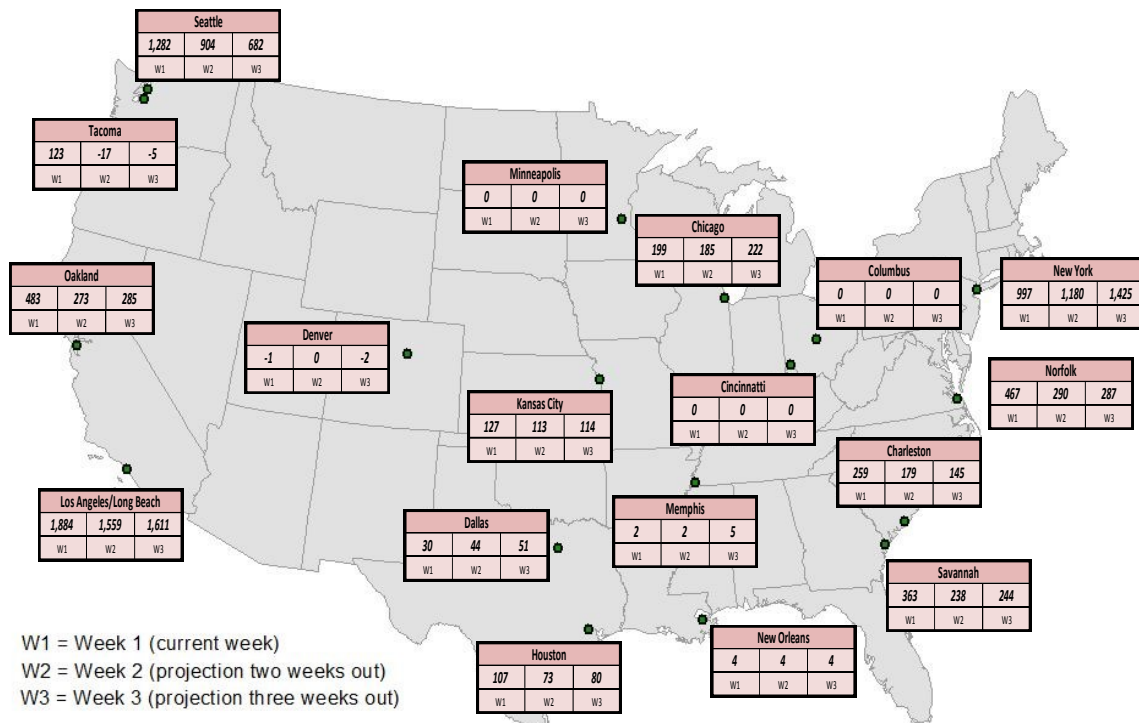 Seattle
1,282 904 682
W1 W2 W3
Tacoma
123 -17 -5
W1 W2 W3
Minneapolis
0 0 0
W1 W2 W3
Chicago
199 185 222
W1 W2 W3
Oakland
483 273 285
W1 W2 W3
Columbus
0 0 0
W1 W2 W3
New York
997 1,180 1,425
W1 W2 W3
Denver
-1 0 -2
W1 W2 W3
Norfolk
467 290 287
W1 W2 W3
Cincinnatti
0 0 0
W1 W2 W3
Kansas City
127 113 114
W1 W2 W3
Charleston
259 179 145
W1 W2 W3
Los Angeles/Long Beach
1,884 1,559 1,611
W1 W2 W3
Memphis
2 2 5
W1 W2 W3
Dallas
30 44 51
W1 W2 W3
Savannah
363 238 244
W1 W2 W3
New Orleans
4 4 4
W1 W2 W3
Houston
107 73 80
W1 W2 W3
W1 = Week 1 (current week)
W2 = Week 2 (projection two weeks out)
W3 = Week 3 (projection three weeks out)